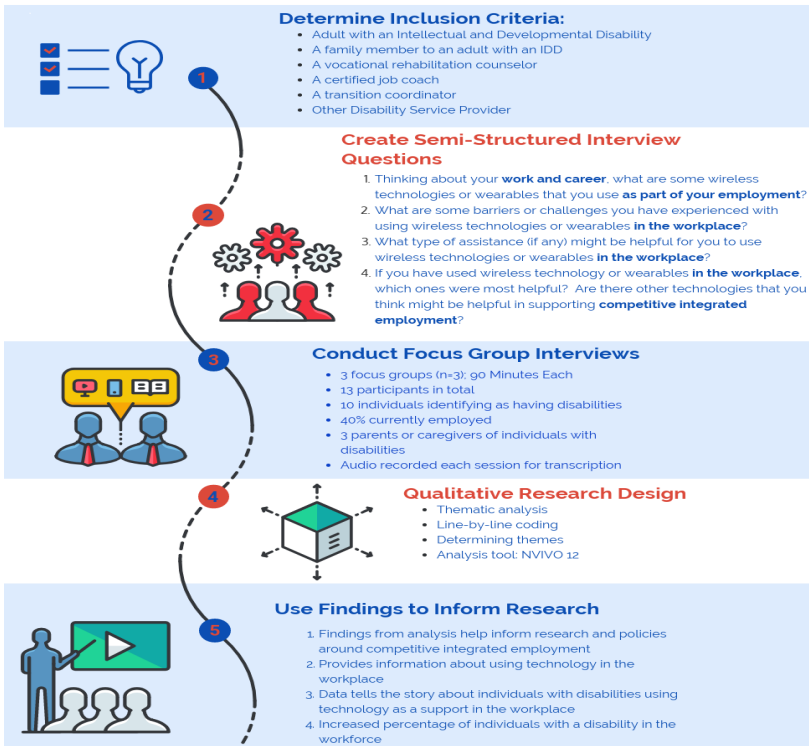 1
Determine Inclusion Criteria:
• Adult with an Intellectual and Developmental Disability
• A family member to an adult with an IDD
• A vocational rehabilitation counselor
• A certified job coach
• A transition coordinator
• Other Disability Service Provider
2
Create Semi-Structured Interview
Questions
1. Thinking about your work and career, what are some wireless
technologies or wearables that you use as part of your employment?
2. What are some barriers or challenges you have experienced with
using wireless technologies or wearables in the workplace?
3. What type of assistance (if any) might be helpful for you to use
wireless technologies or wearables in the workplace?
4. If you have used wireless technology or wearables in the workplace,
which ones were most helpful? Are there other technologies that you
think might be helpful in supporting competitive integrated
employment?
3
Conduct Focus Group Interviews
• 3 focus groups (n=3); 90 Minutes Each
• 13 participants in total
• 10 individuals identifying as having disabilities
• 40% currently employed
• 3 parents or caregivers of individuals with
disabilities
• Audio recorded each session for transcription
4
Qualitative Research Design
• Thematic analysis
• Line-by-line coding
• Determining themes
• Analysis tool: NVIVO 12
5
Use Findings to Inform Research
1. Findings from analysis help inform research and policies
around competitive integrated employment
2. Provides information about using technology in the
workplace
3. Data tells the story about individuals with disabilities using
technology as a support in the workplace
4. Increased percentage of individuals with a disability in the
workforce